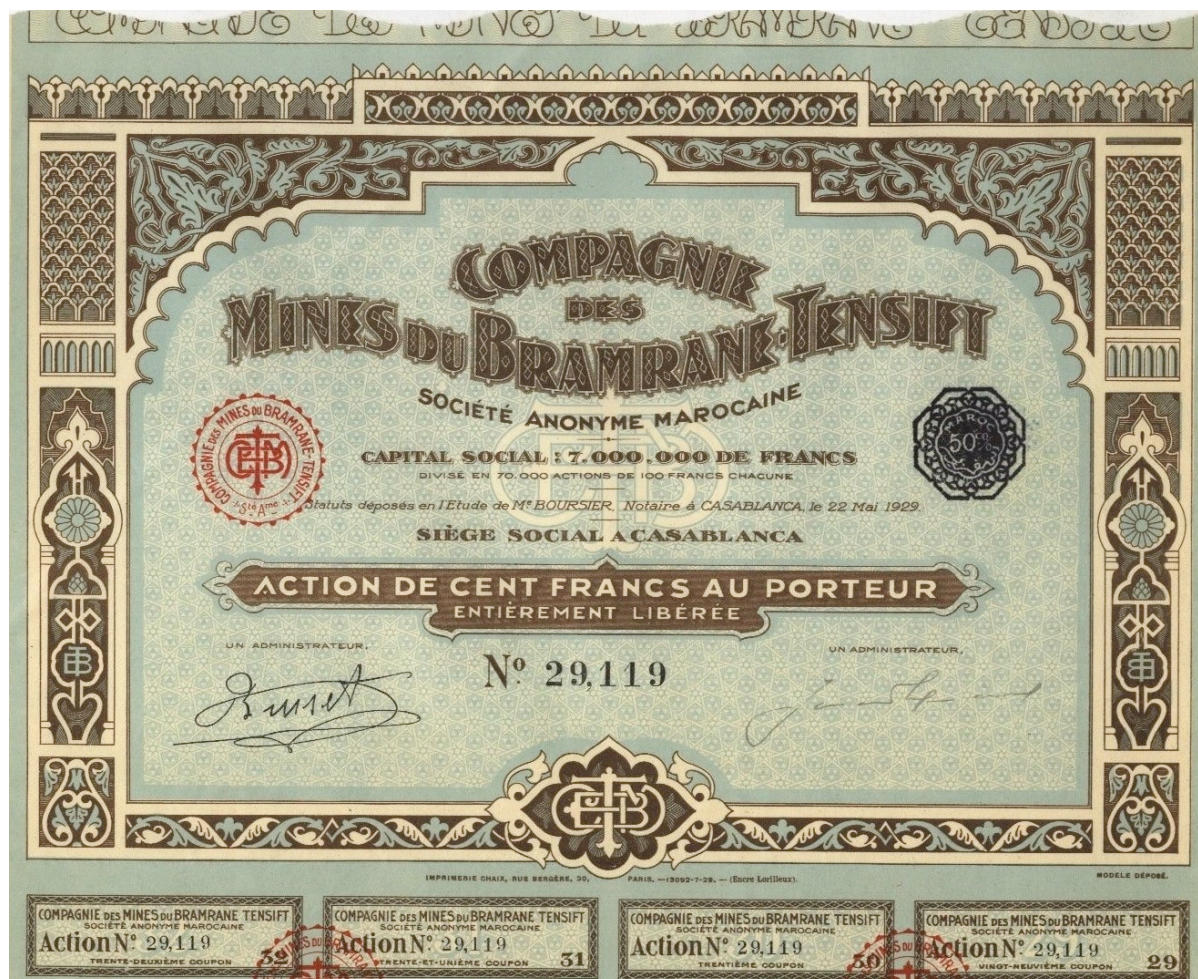 COMPAGNIE
DES
MINES DU BRAMRANE-TENSIFT
SOCIÉTÉ ANONYME MAROCAINE
CAPITAL SOCIAL : 7.000.000 DE FRANCS
DIVISÉ EN 70.000 ACTIONS DE 100 FRANCS CHACUNE
Statuts déposés en l'Etude de Me BOURSIER, Notaire à CASABLANCA, le 22 Mai 1929.
SIÈGE SOCIAL A CASABLANCA
COMPAGNIE DES MINES DU BRAMRANE-TENSIFT
Sté Ame
MAROC
50
ACTION DE CENT FRANCS AU PORTEUR
ENTIÈREMENT LIBÉRÉE
UN ADMINISTRATEUR,
UN ADMINISTRATEUR,
No 29,119
IMPRIMERIE CHAIX, RUE BERGÈRE, 20, PARIS. — 13092-7-29. — (Encre Lorilleux).
MODELE DÉPOSÉ.
COMPAGNIE DES MINES DU BRAMRANE TENSIFT
SOCIÉTÉ ANONYME MAROCAINE
Action No 29,119
TRENTE-DEUXIÈME COUPON 32
COMPAGNIE DES MINES DU BRAMRANE TENSIFT
SOCIÉTÉ ANONYME MAROCAINE
Action No 29,119
TRENTE-ET-UNIÈME COUPON 31
COMPAGNIE DES MINES DU BRAMRANE TENSIFT
SOCIÉTÉ ANONYME MAROCAINE
Action No 29,119
TRENTIÈME COUPON 30
COMPAGNIE DES MINES DU BRAMRANE TENSIFT
SOCIÉTÉ ANONYME MAROCAINE
Action No 29,119
VINGT-NEUVIÈME COUPON 29